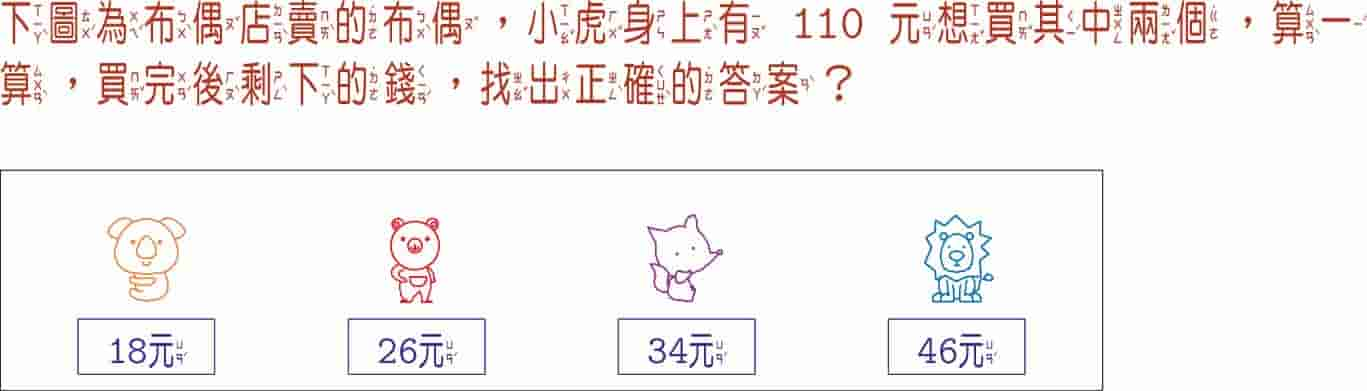 下圖為布偶店賣的布偶，小虎身上有 110 元想買其中兩個，算一
算，買完後剩下的錢，找出正確的答案？
18元
26元
34元
46元